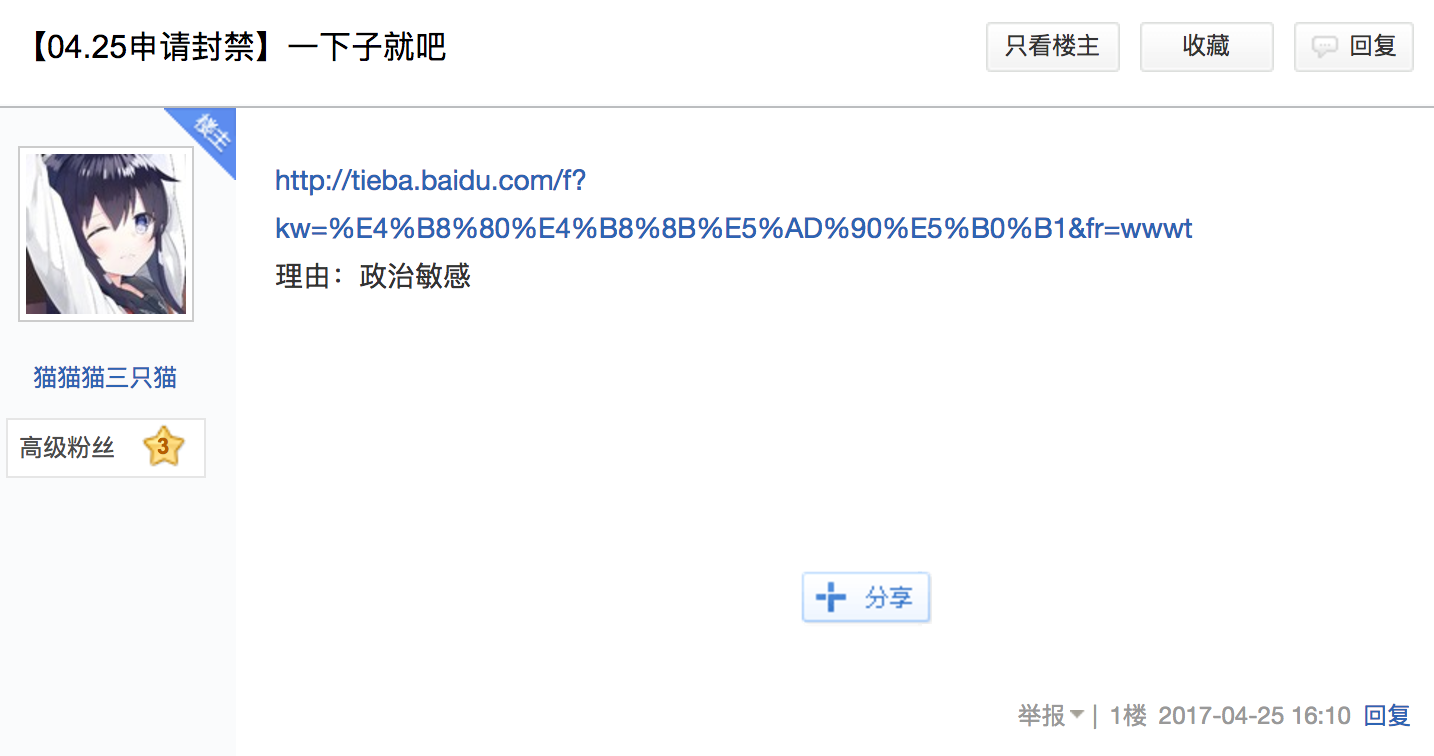 【04.25申请封禁】一下子就吧
只看楼主
收藏
回复
楼主
http://tieba.baidu.com/f?
kw=%E4%B8%80%E4%B8%8B%E5%AD%90%E5%B0%B1&fr=wwwt
理由：政治敏感
猫猫猫三只猫
高级粉丝 3
分享
举报 | 1楼 2017-04-25 16:10 回复